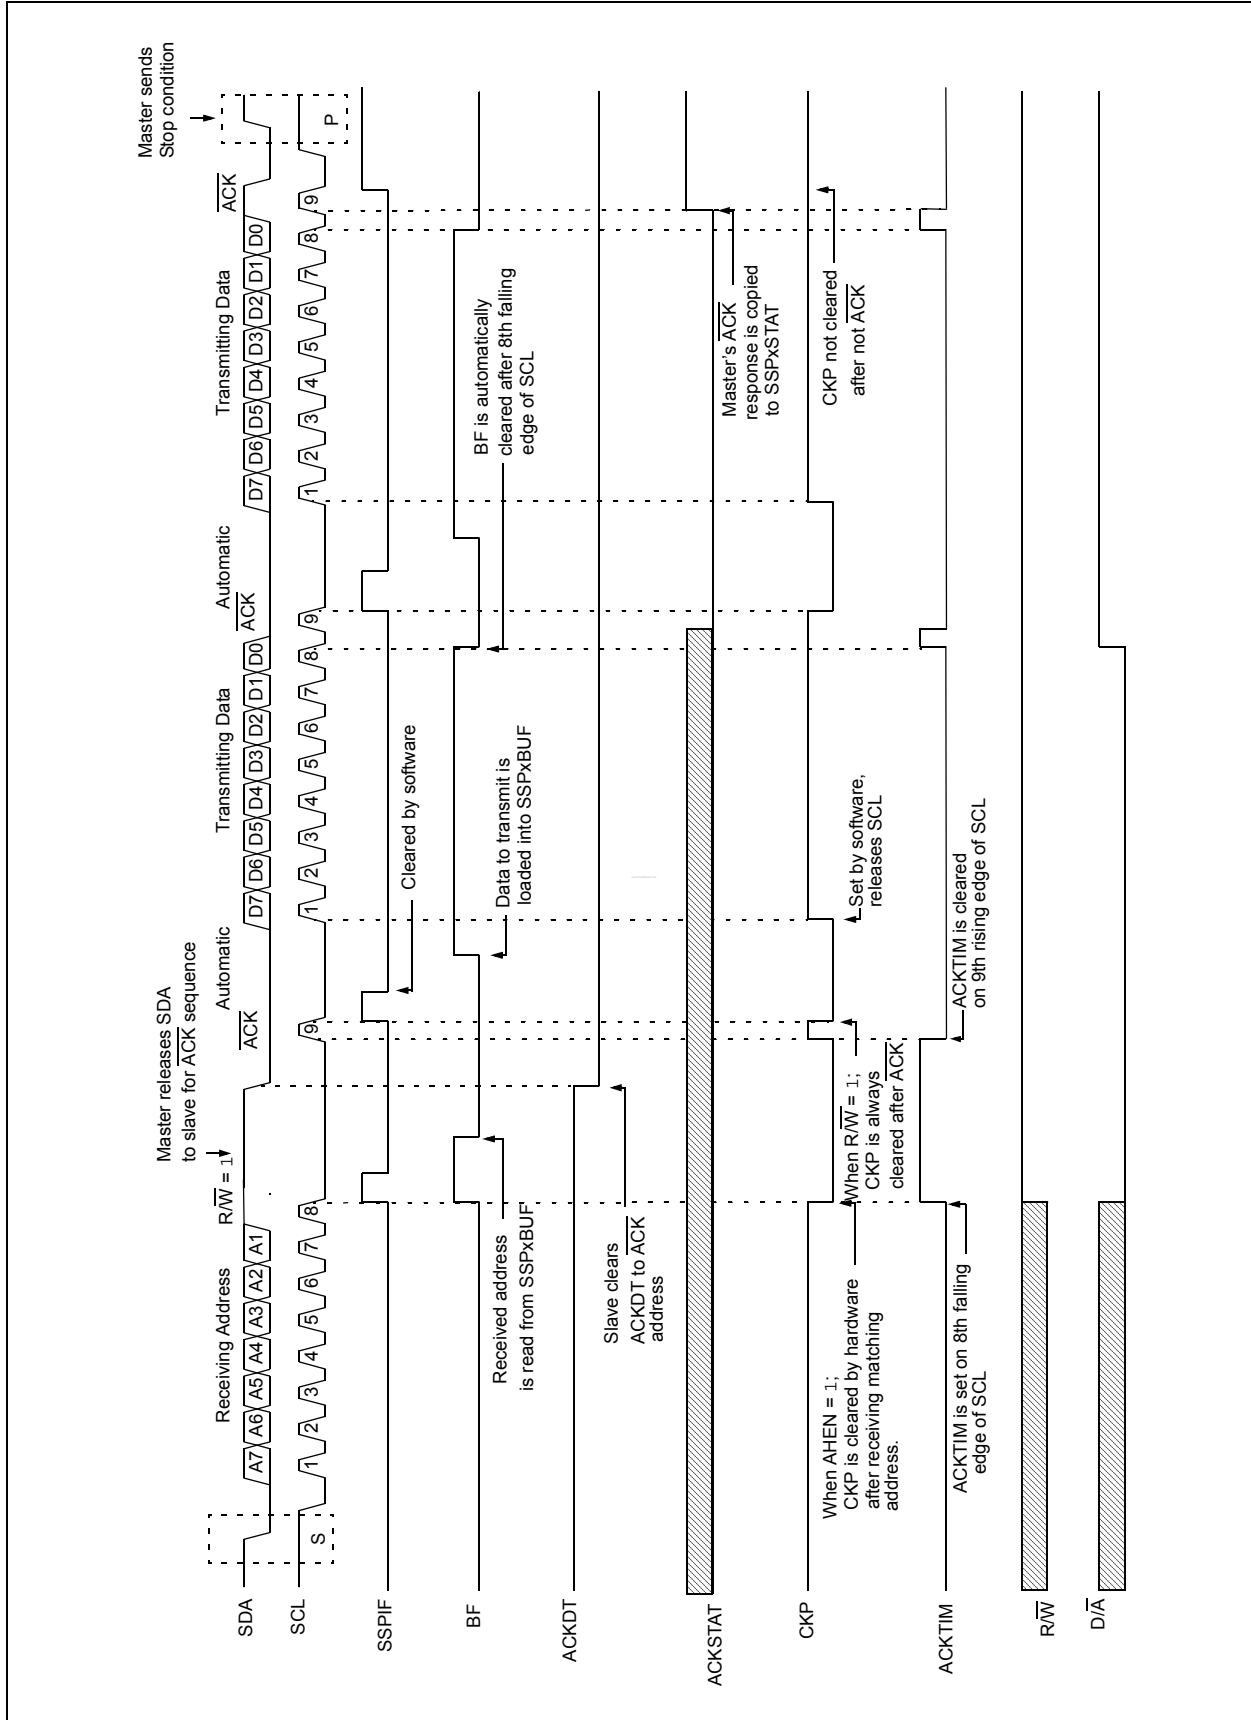 Master releases SDA
to slave for ACK sequence
Master sends
Stop condition
Receiving Address
R/W = 1
ACK
Automatic
Transmitting Data
ACK
Automatic
Transmitting Data
ACK
SDA
A7 A6 A5 A4 A3 A2 A1
D7 D6 D5 D4 D3 D2 D1 D0
D7 D6 D5 D4 D3 D2 D1 D0
SCL
S
1 2 3 4 5 6 7 8 9
1 2 3 4 5 6 7 8 9
1 2 3 4 5 6 7 8 9
P
SSPIF
Cleared by software
BF
Received address
is read from SSPxBUF
Data to transmit is
loaded into SSPxBUF
BF is automatically
cleared after 8th falling
edge of SCL
ACKDT
Slave clears
ACKDT to ACK
address
ACKSTAT
Master's ACK
response is copied
to SSPxSTAT
CKP
When AHEN = 1;
CKP is cleared by hardware
after receiving matching
address.
When R/W = 1;
CKP is always
cleared after ACK
Set by software,
releases SCL
CKP not cleared
after not ACK
ACKTIM
ACKTIM is set on 8th falling
edge of SCL
ACKTIM is cleared
on 9th rising edge of SCL
R/W
D/A